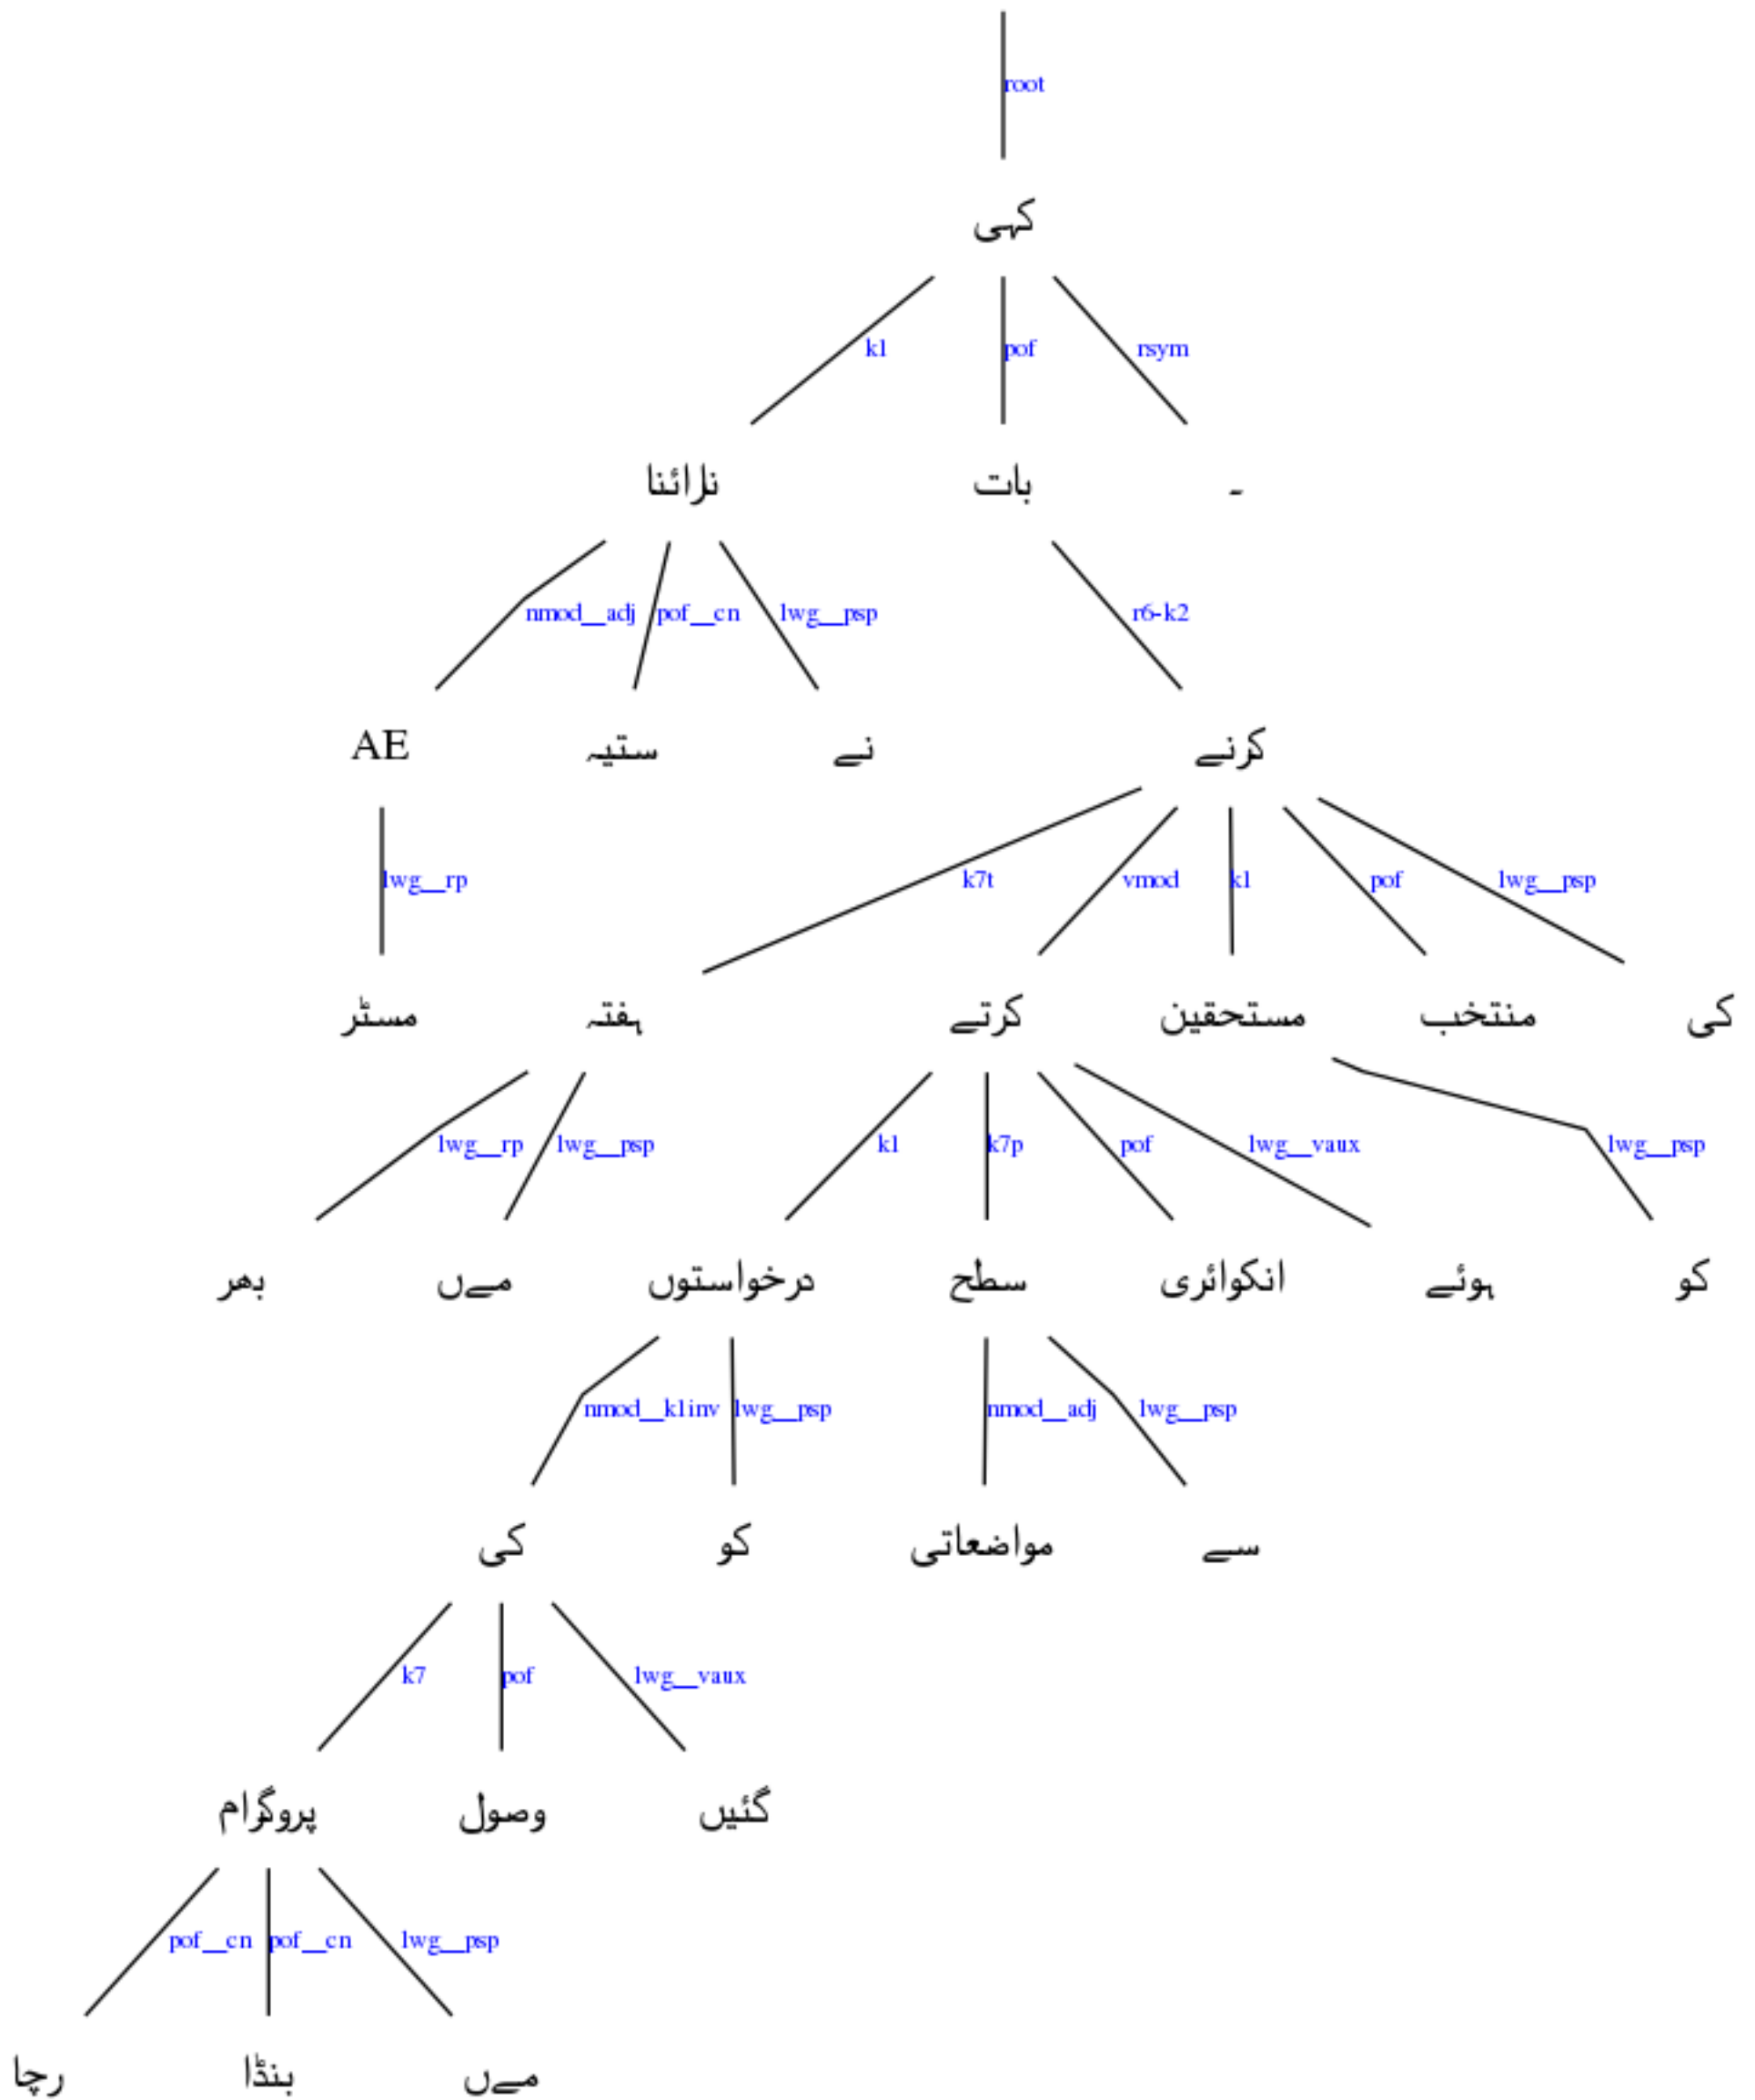 root
کہی
k1 pof rsym
نرائنا بات ۔
nmod__adj pof__cn lwg__psp r6-k2
AE ستیہ نے کرنے
lwg__rp k7t vmod k1 pof lwg__psp
مسٹر ہفتہ کرتے مستحقین منتخب کی
lwg__rp lwg__psp k1 k7p pof lwg__vaux lwg__psp
بھر مےں درخواستوں سطح انکوائری ہوئے کو
nmod__k1inv lwg__psp nmod__adj lwg__psp
کی کو مواضعاتی سے
k7 pof lwg__vaux
پروگرام وصول گئیں
pof__cn pof__cn lwg__psp
رچا بنڈا مےں